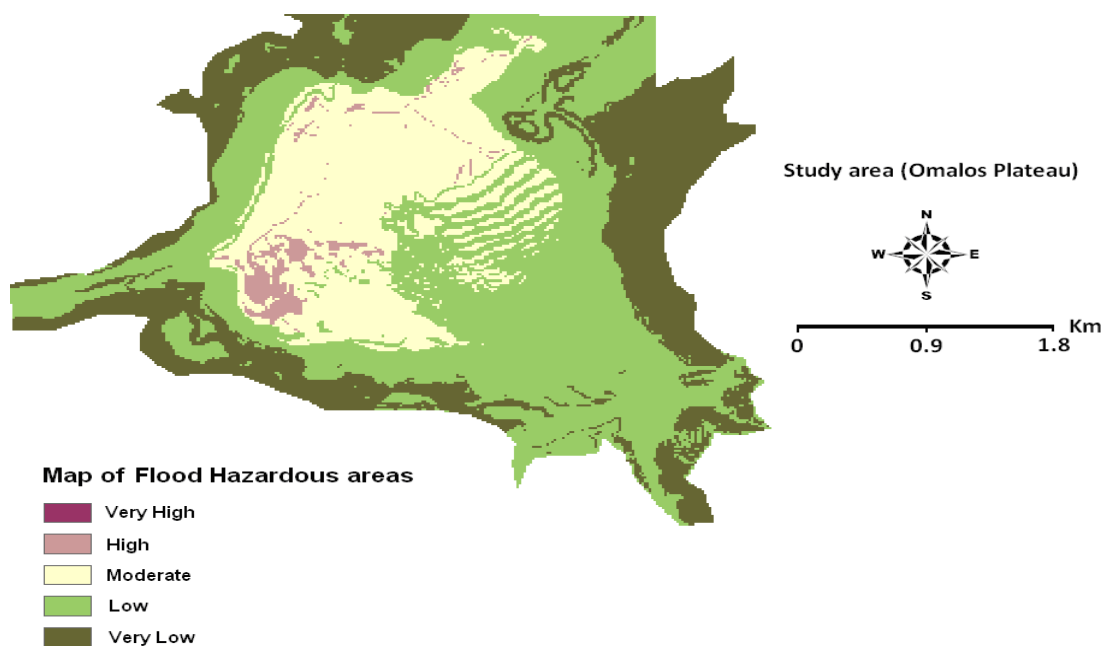 Study area (Omalos Plateau)
N
W E
S
Km
0 0.9 1.8
Map of Flood Hazardous areas
Very High
High
Moderate
Low
Very Low